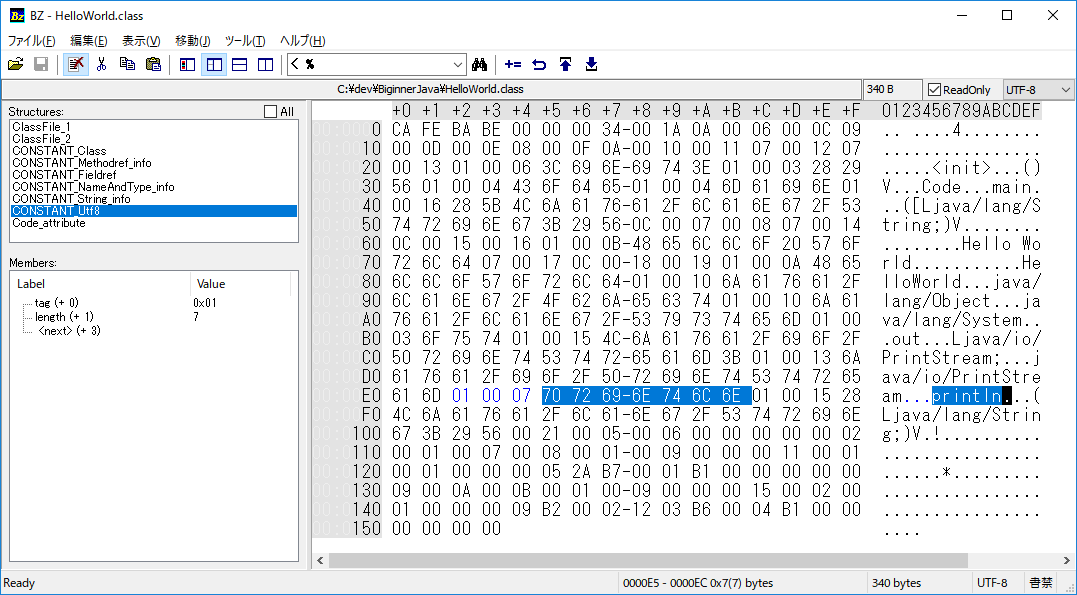 BZ - HelloWorld.class
ファイル(F) 編集(E) 表示(V) 移動(J) ツール(T) ヘルプ(H)
< %
C:¥dev¥BiginnerJava¥HelloWorld.class 340 B ReadOnly UTF-8
Structures: All
ClassFile_1
ClassFile_2
CONSTANT_Class
CONSTANT_Methodref_info
CONSTANT_Fieldref
CONSTANT_NameAndType_info
CONSTANT_String_info
CONSTANT_Utf8
Code_attribute
Members:
Label Value
tag (+ 0) 0x01
length (+ 1) 7
<next> (+ 3)
+0 +1 +2 +3 +4 +5 +6 +7 +8 +9 +A +B +C +D +E +F 0123456789ABCDEF
0 CA FE BA BE 00 00 00 34-00 1A 0A 00 06 00 0C 09 .. ....4........
10 00 0D 00 0E 08 00 0F 0A-00 10 00 11 07 00 12 07 ................
20 00 13 01 00 06 3C 69 6E-69 74 3E 01 00 03 28 29 .....<init>...()
30 56 01 00 04 43 6F 64 65-01 00 04 6D 61 69 6E 01 V...Code...main.
40 00 16 28 5B 4C 6A 61 76-61 2F 6C 61 6E 67 2F 53 ..([Ljava/lang/S
50 74 72 69 6E 67 3B 29 56-0C 00 07 00 08 07 00 14 tring;)V........
60 0C 00 15 00 16 01 00 0B-48 65 6C 6C 6F 20 57 6F ........Hello Wo
70 72 6C 64 07 00 17 0C 00-18 00 19 01 00 0A 48 65 rld...........He
80 6C 6C 6F 57 6F 72 6C 64-01 00 10 6A 61 76 61 2F lloWorld...java/
90 6C 61 6E 67 2F 4F 62 6A-65 63 74 01 00 10 6A 61 lang/Object...ja
A0 76 61 2F 6C 61 6E 67 2F-53 79 73 74 65 6D 01 00 va/lang/System..
B0 03 6F 75 74 01 00 15 4C-6A 61 76 61 2F 69 6F 2F .out...Ljava/io/
C0 50 72 69 6E 74 53 74 72-65 61 6D 3B 01 00 13 6A PrintStream;...j
D0 61 76 61 2F 69 6F 2F 50-72 69 6E 74 53 74 72 65 ava/io/PrintStre
E0 61 6D 01 00 07 70 72 69-6E 74 6C 6E 01 00 15 28 am...println...(
F0 4C 6A 61 76 61 2F 6C 61-6E 67 2F 53 74 72 69 6E Ljava/lang/Strin
100 67 3B 29 56 00 21 00 05-00 06 00 00 00 00 00 02 g;)V.!..........
110 00 01 00 07 00 08 00 01-00 09 00 00 00 11 00 01 ................
120 00 01 00 00 00 05 2A B7-00 01 B1 00 00 00 00 00 ......*.........
130 09 00 0A 00 0B 00 01 00-09 00 00 00 15 00 02 00 ................
140 01 00 00 00 09 B2 00 02-12 03 B6 00 04 B1 00 00 ................
150 00 00 00 00 ....
Ready 0000E5 - 0000EC 0x7(7) bytes 340 bytes UTF-8 書禁